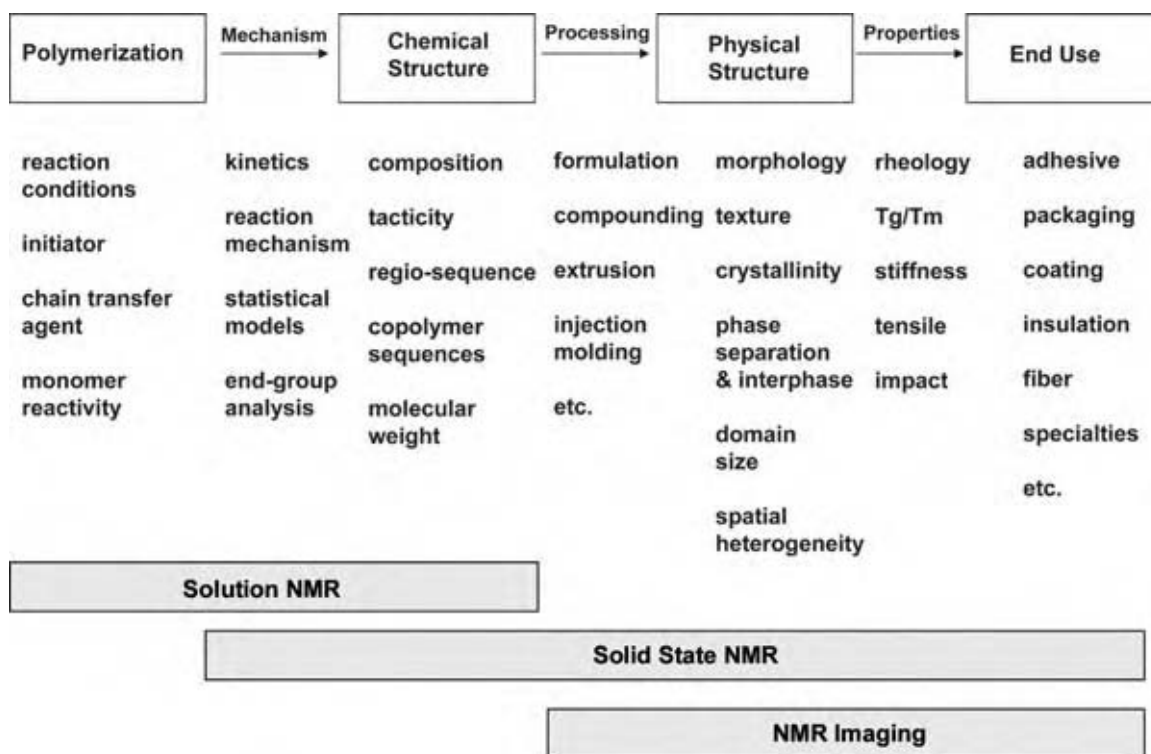 Polymerization
Mechanism
Chemical
Structure
Processing
Physical
Structure
Properties
End Use
reaction
conditions
initiator
chain transfer
agent
monomer
reactivity
kinetics
reaction
mechanism
statistical
models
end-group
analysis
composition
tacticity
regio-sequence
copolymer
sequences
molecular
weight
formulation
compounding
extrusion
injection
molding
etc.
morphology
texture
crystallinity
phase
separation
& interphase
domain
size
spatial
heterogeneity
rheology
Tg/Tm
stiffness
tensile
impact
adhesive
packaging
coating
insulation
fiber
specialties
etc.
Solution NMR
Solid State NMR
NMR Imaging